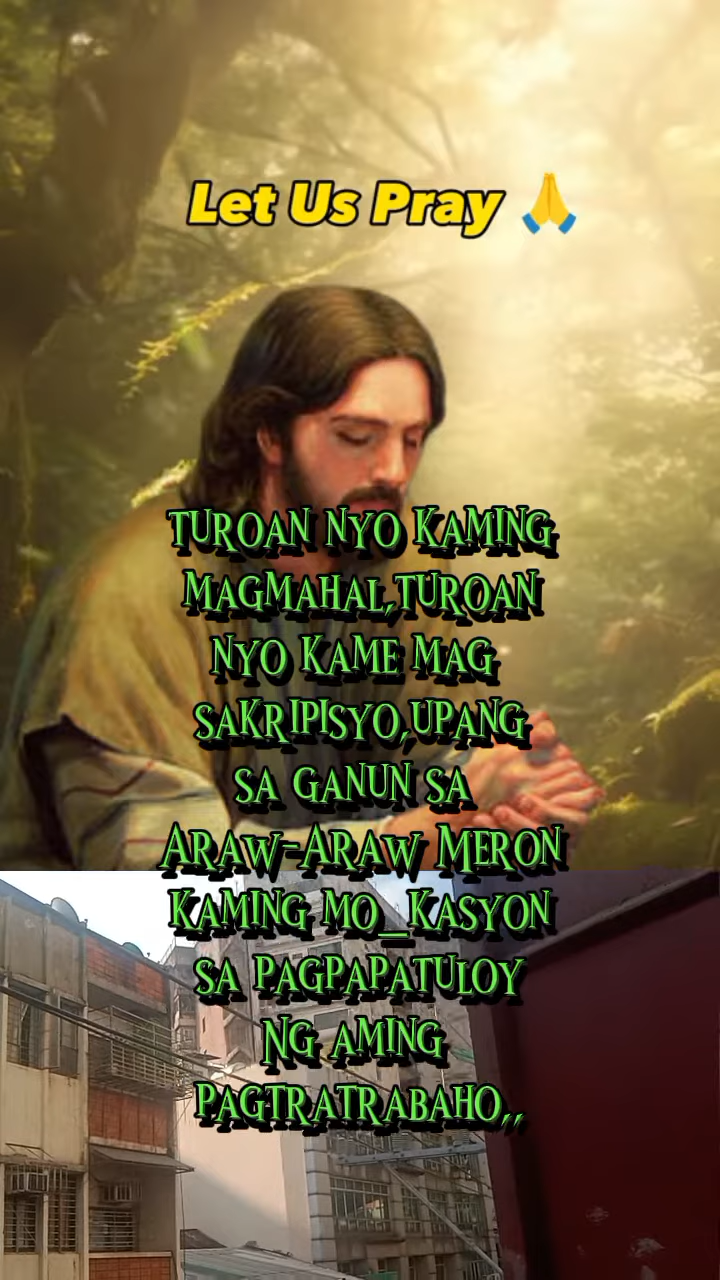 Let Us Pray 🙏
TUROAN NYO KAMING
MAGMAHAL,TUROAN
NYO KAME MAG
SAKRIPISYO,UPANG
SA GANUN SA
ARAW-ARAW MERON
KAMING MO_KASYON
SA PAGPAPATULOY
NG AMING
PAGTRATRABAHO,,